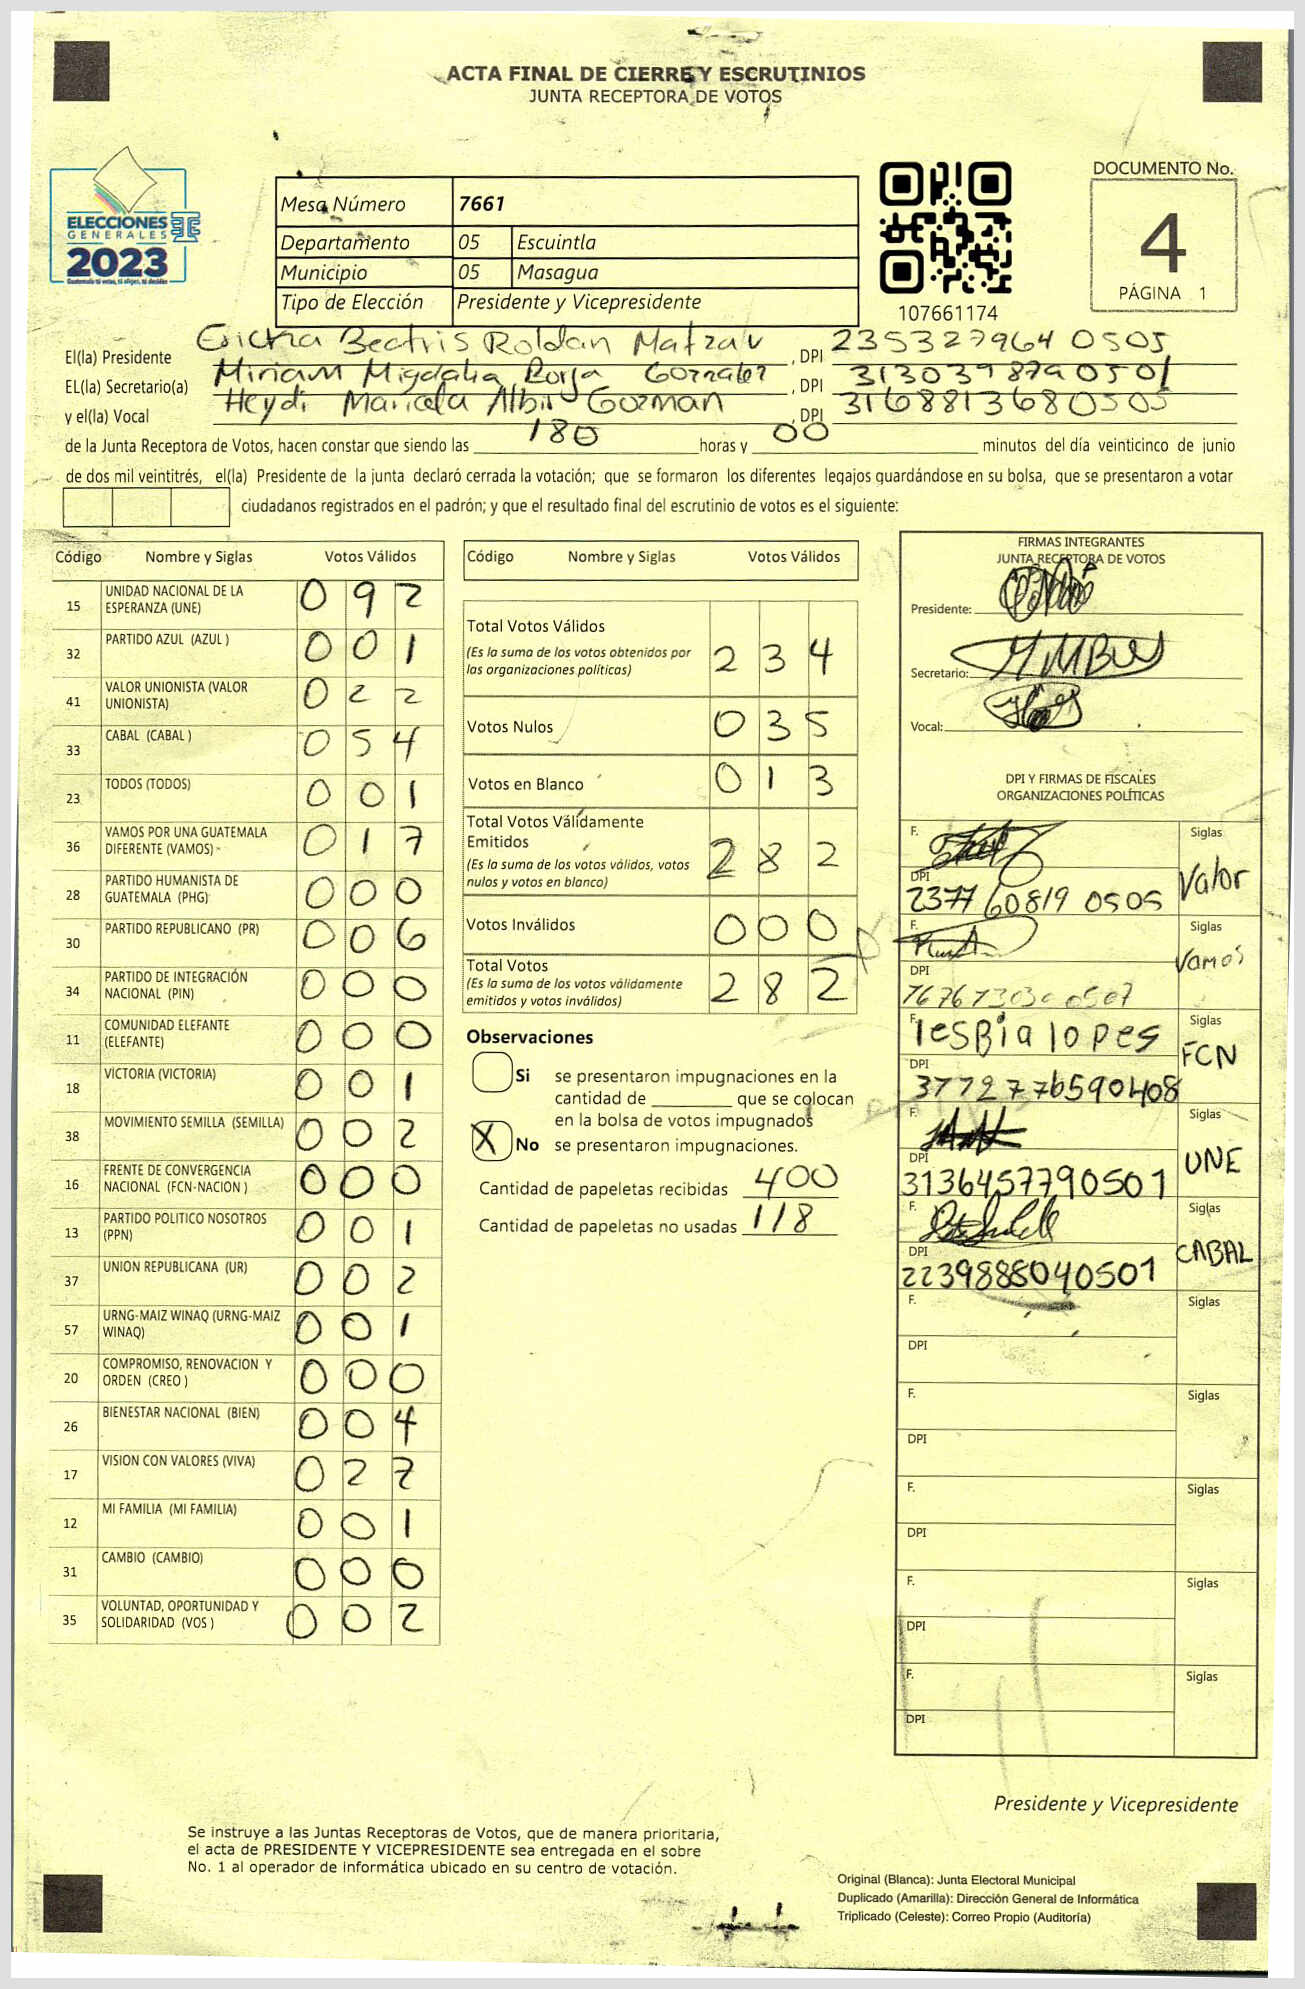 ACTA FINAL DE CIERRE Y ESCRUTINIOS
JUNTA RECEPTORA DE VOTOS
ELECCIONES
GENERALES
2023
Guatemala tú votas, tú eliges, tú decides
Mesa Número 7661
Departamento 05 Escuintla
Municipio 05 Masagua
Tipo de Elección Presidente y Vicepresidente
107661174
DOCUMENTO No.
4
PÁGINA 1
El(la) Presidente Ericka Beatris Roldan Matzav, DPI 235327964 0505
EL(la) Secretario(a) Miriam Migdalia Borja Gonzalez, DPI 3130398790501
y el(la) Vocal Heydi Maricela Albir Guzman, DPI 3168813680505
de la Junta Receptora de Votos, hacen constar que siendo las 180 horas y 00 minutos del día veinticinco de junio
de dos mil veintitrés, el(la) Presidente de la junta declaró cerrada la votación; que se formaron los diferentes legajos guardándose en su bolsa, que se presentaron a votar
ciudadanos registrados en el padrón; y que el resultado final del escrutinio de votos es el siguiente:
Código Nombre y Siglas Votos Válidos
15 UNIDAD NACIONAL DE LA ESPERANZA (UNE) 0 9 2
32 PARTIDO AZUL (AZUL ) 0 0 1
41 VALOR UNIONISTA (VALOR UNIONISTA) 0 2 2
33 CABAL (CABAL ) 0 5 4
23 TODOS (TODOS) 0 0 1
36 VAMOS POR UNA GUATEMALA DIFERENTE (VAMOS) 0 1 7
28 PARTIDO HUMANISTA DE GUATEMALA (PHG) 0 0 0
30 PARTIDO REPUBLICANO (PR) 0 0 6
34 PARTIDO DE INTEGRACIÓN NACIONAL (PIN) 0 0 0
11 COMUNIDAD ELEFANTE (ELEFANTE) 0 0 0
18 VICTORIA (VICTORIA) 0 0 1
38 MOVIMIENTO SEMILLA (SEMILLA) 0 0 2
16 FRENTE DE CONVERGENCIA NACIONAL (FCN-NACION ) 0 0 0
13 PARTIDO POLITICO NOSOTROS (PPN) 0 0 1
37 UNION REPUBLICANA (UR) 0 0 2
57 URNG-MAIZ WINAQ (URNG-MAIZ WINAQ) 0 0 1
20 COMPROMISO, RENOVACION Y ORDEN (CREO ) 0 0 0
26 BIENESTAR NACIONAL (BIEN) 0 0 4
17 VISION CON VALORES (VIVA) 0 2 7
12 MI FAMILIA (MI FAMILIA) 0 0 1
31 CAMBIO (CAMBIO) 0 0 0
35 VOLUNTAD, OPORTUNIDAD Y SOLIDARIDAD (VOS ) 0 0 2
Código Nombre y Siglas Votos Válidos
Total Votos Válidos
(Es la suma de los votos obtenidos por
las organizaciones políticas) 2 3 4
Votos Nulos 0 3 5
Votos en Blanco 0 1 3
Total Votos Válidamente
Emitidos
(Es la suma de los votos válidos, votos
nulos y votos en blanco) 2 8 2
Votos Inválidos 0 0 0
Total Votos
(Es la suma de los votos válidamente
emitidos y votos inválidos) 2 8 2
Observaciones
Si se presentaron impugnaciones en la
cantidad de ________ que se colocan
en la bolsa de votos impugnados
X No se presentaron impugnaciones.
Cantidad de papeletas recibidas 400
Cantidad de papeletas no usadas 118
FIRMAS INTEGRANTES
JUNTA RECEPTORA DE VOTOS
Presidente:
Secretario:
Vocal:
DPI Y FIRMAS DE FISCALES
ORGANIZACIONES POLÍTICAS
F. Siglas
DPI Valor
2377 60819 0505
F. Siglas
DPI Vamos
F. lesbia lopes Siglas
DPI FCN
3772776590408
F. Siglas
DPI UNE
3136457790501
F. Siglas
DPI CABAL
2239888040501
F. Siglas
DPI
F. Siglas
DPI
F. Siglas
DPI
F. Siglas
DPI
F. Siglas
DPI
Presidente y Vicepresidente
Se instruye a las Juntas Receptoras de Votos, que de manera prioritaria,
el acta de PRESIDENTE Y VICEPRESIDENTE sea entregada en el sobre
No. 1 al operador de informática ubicado en su centro de votación.
Original (Blanca): Junta Electoral Municipal
Duplicado (Amarilla): Dirección General de Informática
Triplicado (Celeste): Correo Propio (Auditoría)